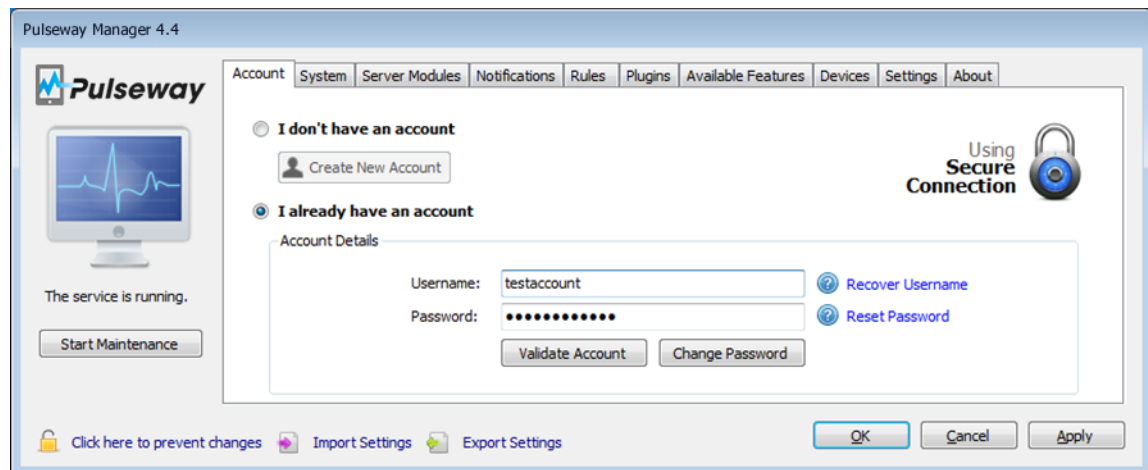 Pulseway Manager 4.4
Pulseway
Account System Server Modules Notifications Rules Plugins Available Features Devices Settings About
I don't have an account
Create New Account
Using
Secure
Connection
I already have an account
Account Details
Username: testaccount Recover Username
Password: •••••••••••• Reset Password
Validate Account Change Password
The service is running.
Start Maintenance
Click here to prevent changes Import Settings Export Settings
OK Cancel Apply